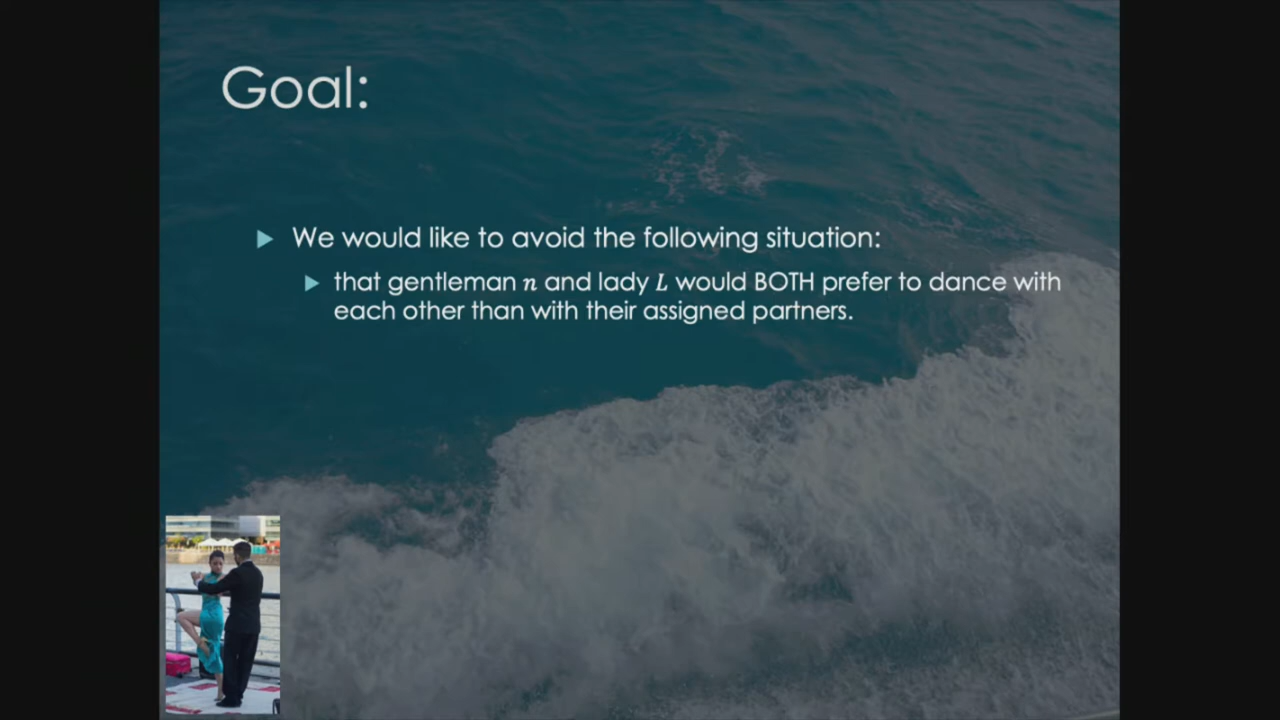 Goal:
We would like to avoid the following situation:
that gentleman n and lady L would BOTH prefer to dance with
each other than with their assigned partners.